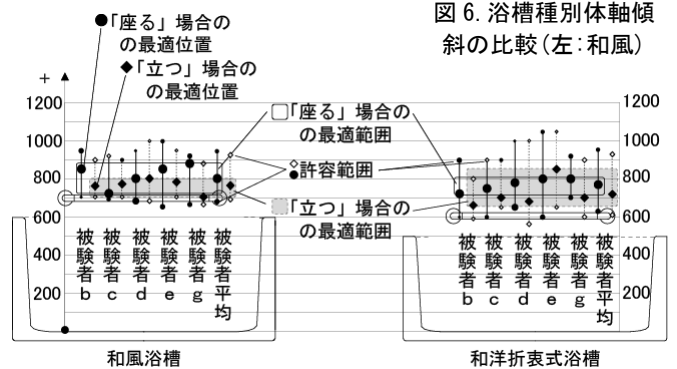 図 6. 浴槽種別体軸傾
斜の比較(左:和風)
「座る」場合の
の最適位置
「立つ」場合の
の最適位置
+
1200
1000
800
600
400
200
「座る」場合の
の最適範囲
許容範囲
「立つ」場合の
の最適範囲
1200
1000
800
600
400
200
被験者b
被験者c
被験者d
被験者e
被験者g
被験者平均
被験者b
被験者c
被験者d
被験者e
被験者g
被験者平均
和風浴槽
和洋折衷式浴槽